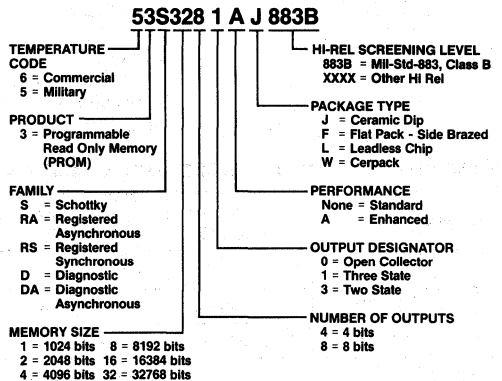 53S328 1 A J 883B
TEMPERATURE
CODE
6 = Commercial
5 = Military
PRODUCT
3 = Programmable
Read Only Memory
(PROM)
FAMILY
S = Schottky
RA = Registered
Asynchronous
RS = Registered
Synchronous
D = Diagnostic
DA = Diagnostic
Asynchronous
MEMORY SIZE
1 = 1024 bits 8 = 8192 bits
2 = 2048 bits 16 = 16384 bits
4 = 4096 bits 32 = 32768 bits
HI-REL SCREENING LEVEL
883B = Mil-Std-883, Class B
XXXX = Other Hi Rel
PACKAGE TYPE
J = Ceramic Dip
F = Flat Pack - Side Brazed
L = Leadless Chip
W = Cerpack
PERFORMANCE
None = Standard
A = Enhanced
OUTPUT DESIGNATOR
0 = Open Collector
1 = Three State
3 = Two State
NUMBER OF OUTPUTS
4 = 4 bits
8 = 8 bits